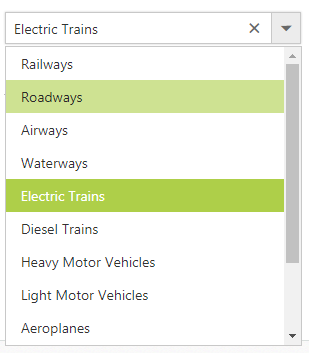 Electric Trains
Railways
Roadways
Airways
Waterways
Electric Trains
Diesel Trains
Heavy Motor Vehicles
Light Motor Vehicles
Aeroplanes